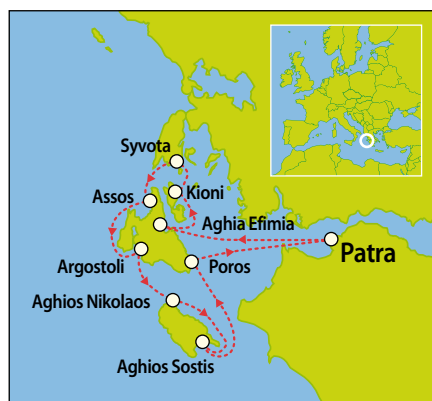 Syvota
Assos
Kioni
Aghia Efimia
Patra
Argostoli
Poros
Aghios Nikolaos
Aghios Sostis